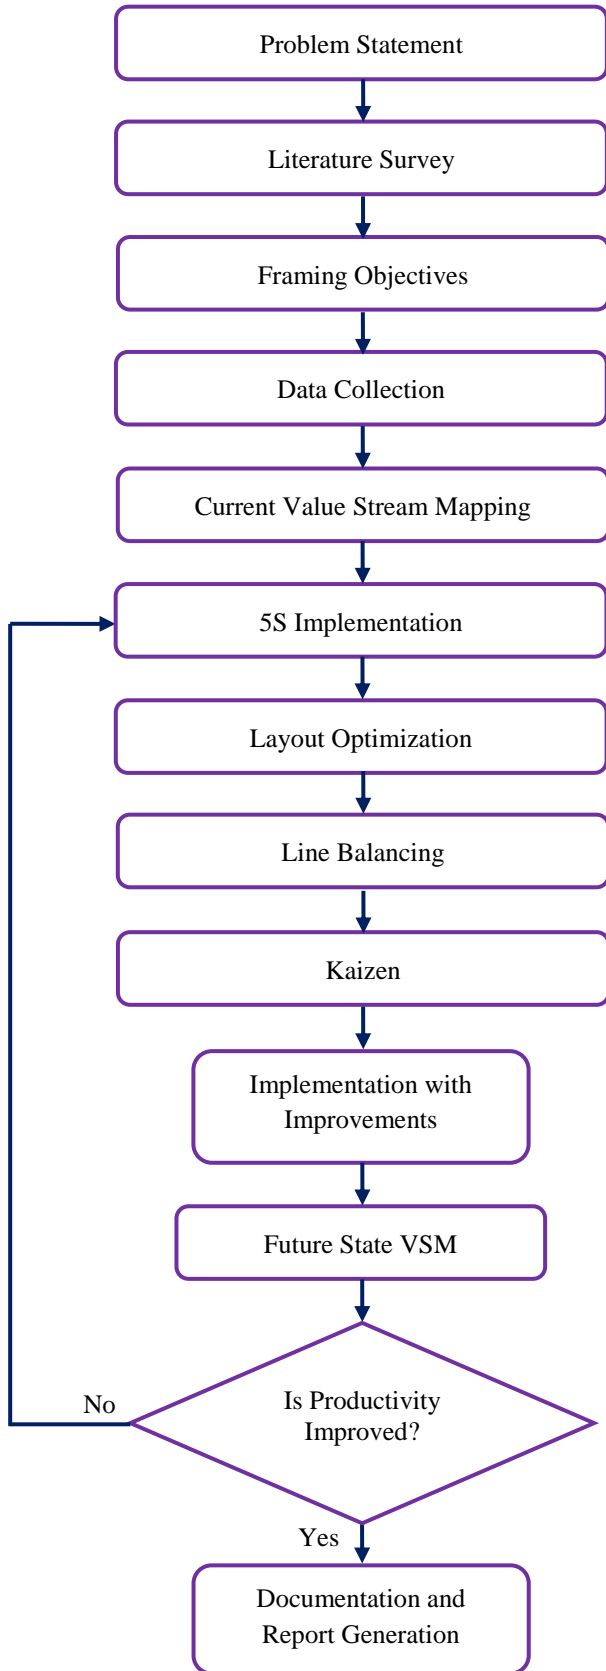 Problem Statement
Literature Survey
Framing Objectives
Data Collection
Current Value Stream Mapping
5S Implementation
Layout Optimization
Line Balancing
Kaizen
Implementation with
Improvements
Future State VSM
No
Is Productivity
Improved?
Yes
Documentation and
Report Generation